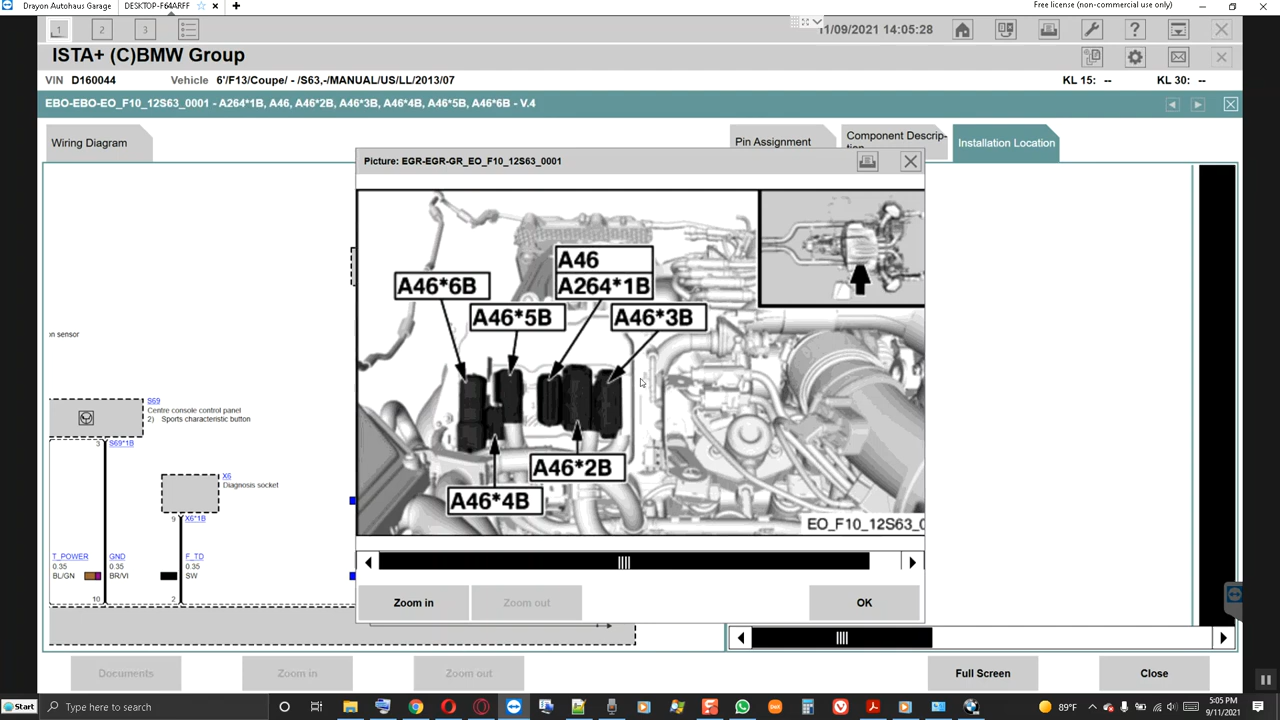 Drayon Autohaus Garage
DESKTOP-F64ARFF
Free license (non-commercial use only)
1
2
3
11/09/2021 14:05:28
ISTA+ (C)BMW Group
VIN D160044 Vehicle 6'/F13/Coupe/ - /S63,-/MANUAL/US/LL/2013/07 KL 15: -- KL 30: --
EBO-EBO-EO_F10_12S63_0001 - A264*1B, A46, A46*2B, A46*3B, A46*4B, A46*5B, A46*6B - V.4
Wiring Diagram
Pin Assignment
Component Descrip-
tion
Installation Location
Picture: EGR-EGR-GR_EO_F10_12S63_0001
A46
A264*1B
A46*6B
A46*5B
A46*3B
A46*2B
A46*4B
EO_F10_12S63_0
on sensor
S69
Centre console control panel
2) Sports characteristic button
3
S69*1B
X6
Diagnosis socket
9
X6*1B
T_POWER
0.35
BL/GN
GND
0.35
BR/VI
F_TD
0.35
SW
10
2
Zoom in
Zoom out
OK
Documents
Zoom in
Zoom out
Full Screen
Close
Start
Type here to search
89°F
5:05 PM
9/11/2021